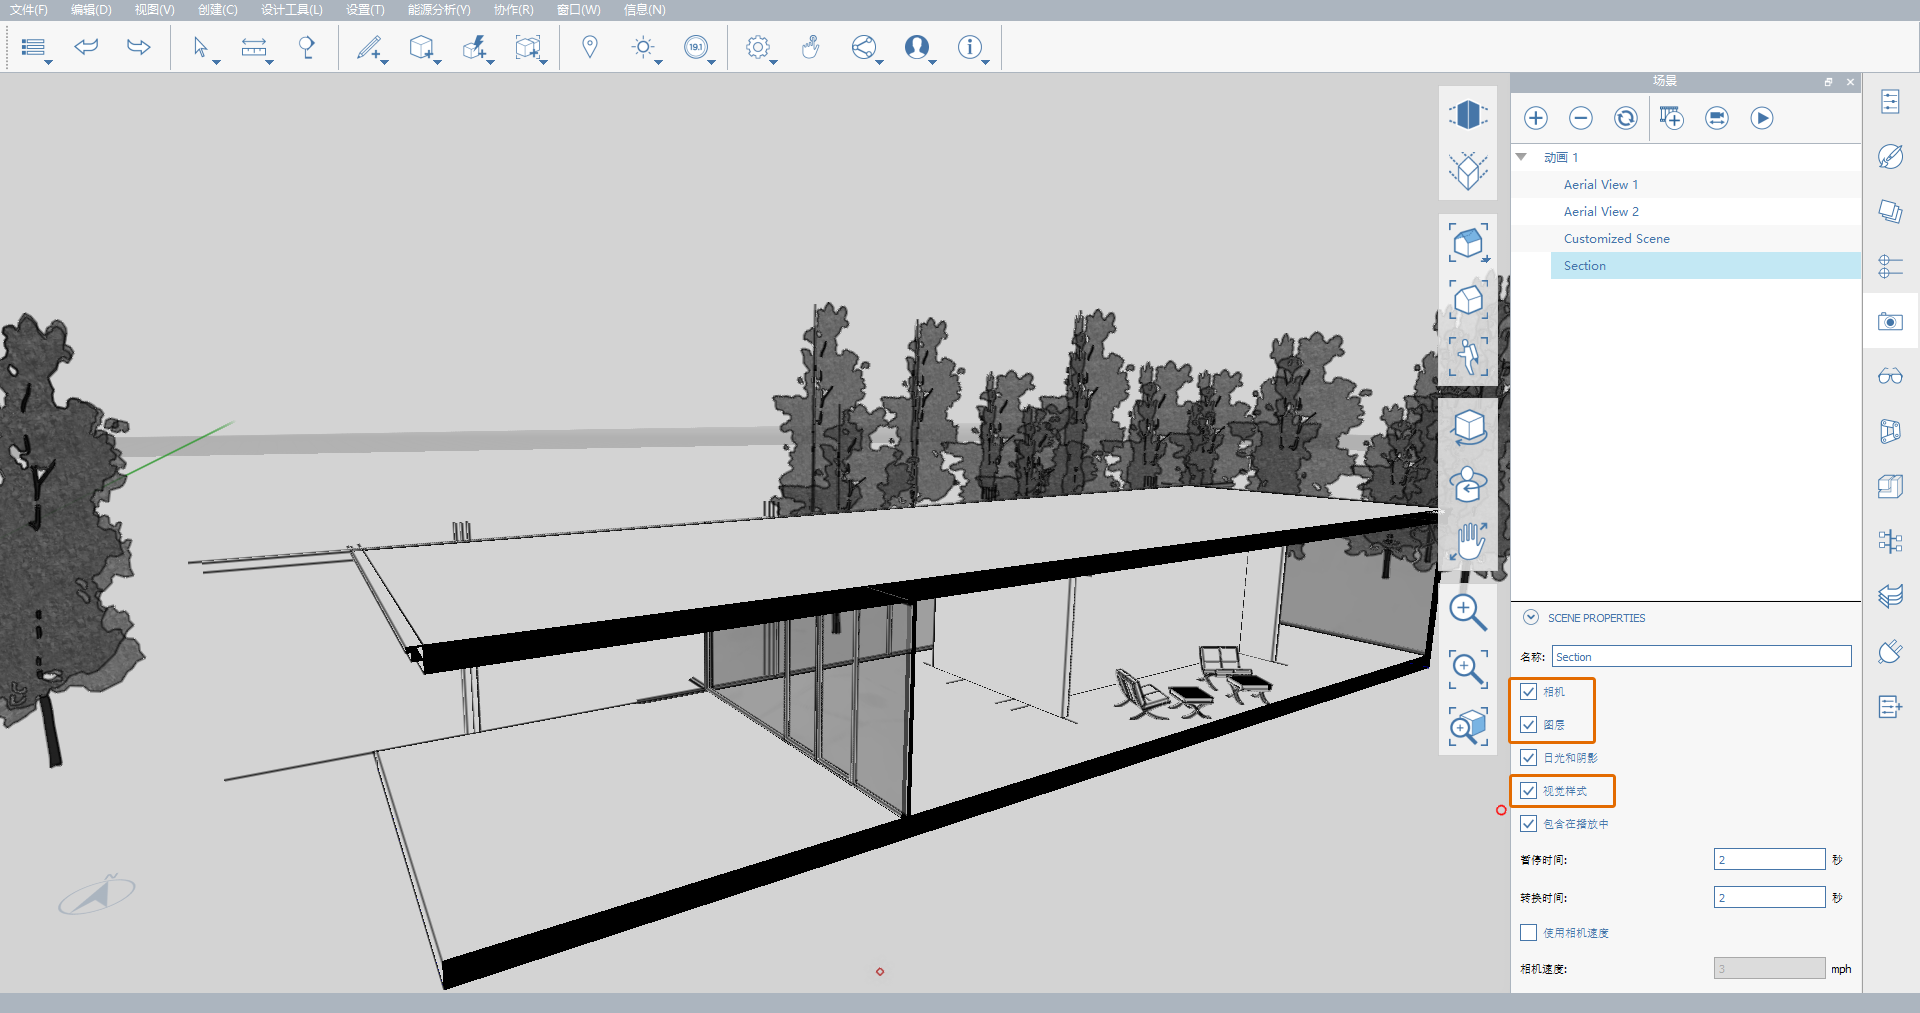 文件(F) 编辑(D) 视图(V) 创建(C) 设计工具(L) 设置(T) 能源分析(Y) 协作(R) 窗口(W) 信息(N)
19.1
场景
动画 1
Aerial View 1
Aerial View 2
Customized Scene
Section
SCENE PROPERTIES
名称: Section
相机
图层
日光和阴影
视觉样式
包含在播放中
暂停时间: 2 秒
转换时间: 2 秒
使用相机速度
相机速度: 3 mph